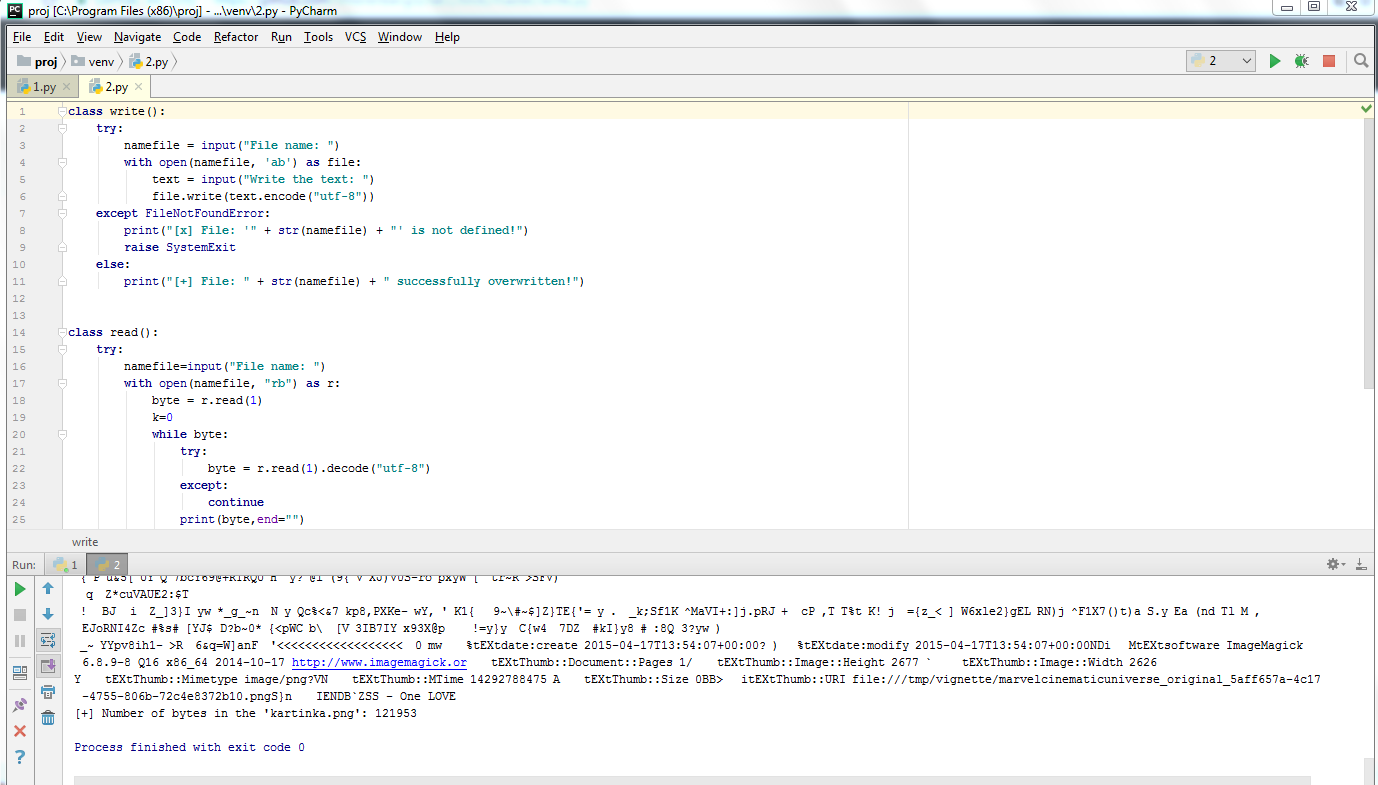 PC proj [C:\Program Files (x86)\proj] - ...\venv\2.py - PyCharm
File Edit View Navigate Code Refactor Run Tools VCS Window Help
proj venv 2.py 2
1.py 2.py
1 class write():
2 try:
3 namefile = input("File name: ")
4 with open(namefile, 'ab') as file:
5 text = input("Write the text: ")
6 file.write(text.encode("utf-8"))
7 except FileNotFoundError:
8 print("[x] File: '" + str(namefile) + "' is not defined!")
9 raise SystemExit
10 else:
11 print("[+] File: " + str(namefile) + " successfully overwritten!")
12
13
14 class read():
15 try:
16 namefile=input("File name: ")
17 with open(namefile, "rb") as r:
18 byte = r.read(1)
19 k=0
20 while byte:
21 try:
22 byte = r.read(1).decode("utf-8")
23 except:
24 continue
25 print(byte,end="")
write
Run: 1 2
q Z*cuVAUE2:$T
! BJ i Z_]3}I yw *_g_~n N y Qc%<&7 kp8,PXKe- wY, ' K1{ 9~\#~$]Z}TE{'= y . _k;Sf1K ^MaVI+:]j.pRJ + cP ,T T%t K! j ={z_< ] W6xle2}gEL RN)j ^F1X7()t)a S.y Ea (nd Tl M ,
EJoRNI4Zc #%s# [YJ$ D?b~0* {<pWC b\ [V 3IB7IY x93X@p !=y}y C{w4 7DZ #kI}y8 # :8Q 3?yw )
_~ YYpv8ih1- >R 6&q=W]anF '<<<<<<<<<<<<<<<<<< 0 mw %tEXtdate:create 2015-04-17T13:54:07+00:00? ) %tEXtdate:modify 2015-04-17T13:54:07+00:00NDi MtEXtsoftware ImageMagick
6.8.9-8 Q16 x86_64 2014-10-17 http://www.imagemagick.or tEXtThumb::Document::Pages 1/ tEXtThumb::Image::Height 2677 ` tEXtThumb::Image::Width 2626
Y tEXtThumb::Mimetype image/png?VN tEXtThumb::MTime 14292788475 A tEXtThumb::Size 0BB> itEXtThumb::URI file:///tmp/vignette/marvelcinematicuniverse_original_5aff657a-4c17
-4755-806b-72c4e8372b10.pngS}n IENDB`ZSS - One LOVE
[+] Number of bytes in the 'kartinka.png': 121953
Process finished with exit code 0